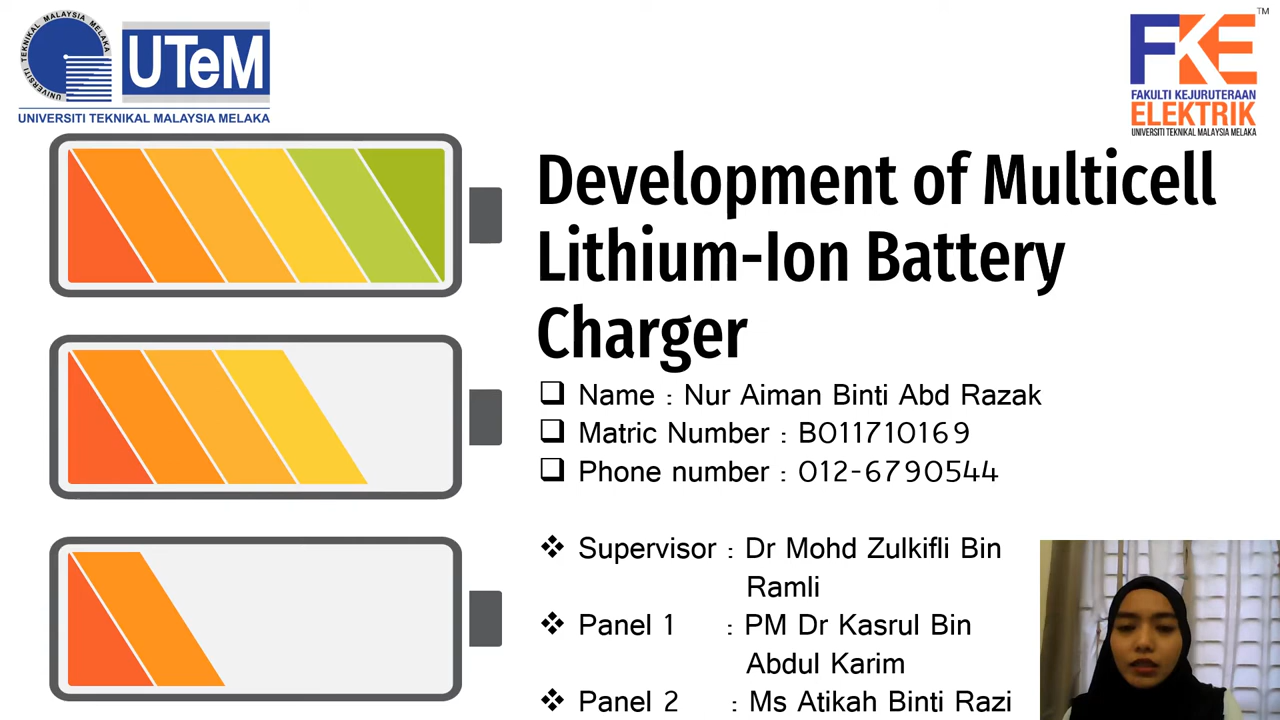 UNIVERSITI TEKNIKAL MALAYSIA MELAKA
UTeM
UNIVERSITI TEKNIKAL MALAYSIA MELAKA
FKE
TM
FAKULTI KEJURUTERAAN
ELEKTRIK
UNIVERSITI TEKNIKAL MALAYSIA MELAKA
Development of Multicell
Lithium-Ion Battery
Charger
Name : Nur Aiman Binti Abd Razak
Matric Number : B011710169
Phone number : 012-6790544
Supervisor : Dr Mohd Zulkifli Bin
Ramli
Panel 1 : PM Dr Kasrul Bin
Abdul Karim
Panel 2 : Ms Atikah Binti Razi